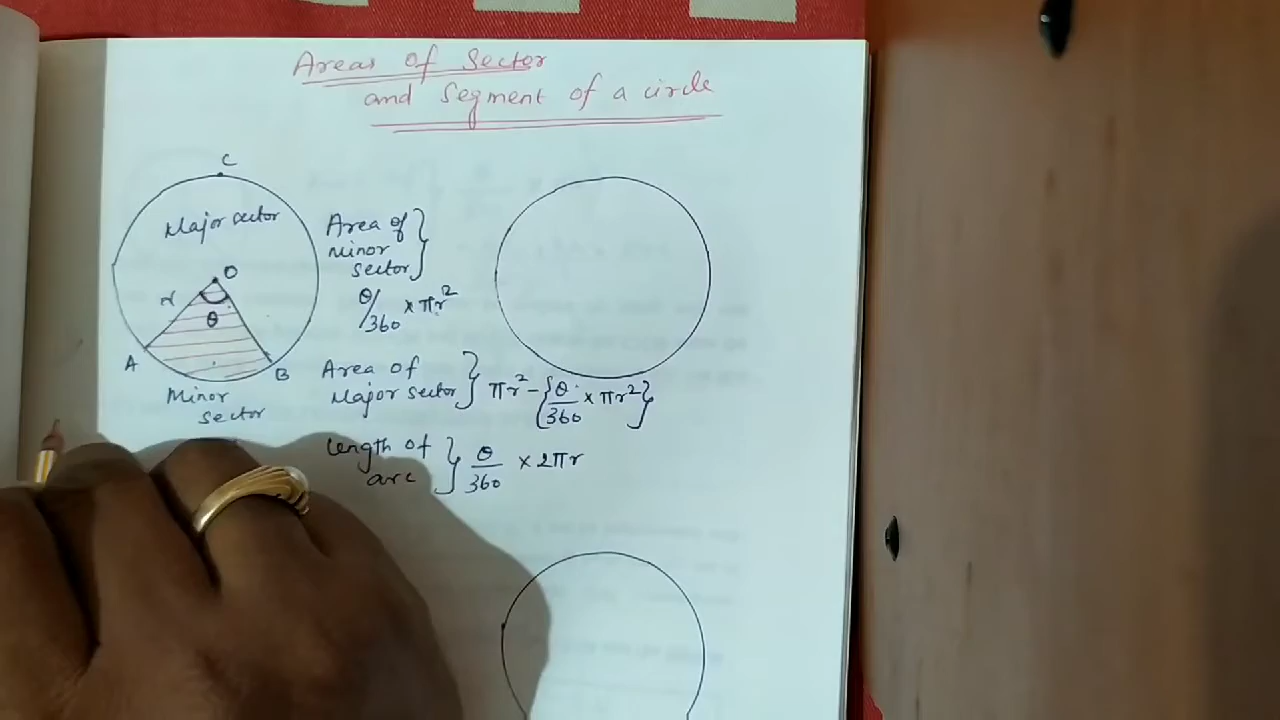 Areas of Sector
and Segment of a circle
C
Major sector
O
r
θ
A
B
Minor
sector
Area of }
Minor
sector
θ/360 × πr²
Area of
Major sector } πr² - {θ/360 × πr²}
Length of
arc } θ/360 × 2πr